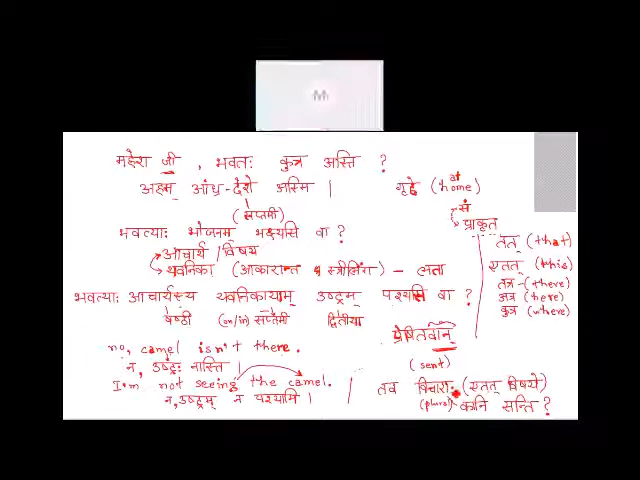 महेश जी , भवतः कुत्र अस्ति ?
अहम् आंध्र-देशे अस्मि |
गृहे (at home)
(सप्तमी)
सं
प्राकृत
भवत्याः भोजनम् भक्ष्यसि वा ?
आचार्य / विषय
यवनिका (आकारान्त स्त्रीलिंग) - लता
तत् (that)
एतत् (this)
तत्र - (there)
अत्र (here)
कुत्र (where)
भवत्याः आचार्यस्य यवनिकायाम् उष्ट्रम् पश्यसि वा ?
षष्ठी (on/in) सप्तमी द्वितीया
प्रेषितवान्
(sent)
no, camel isn't there.
न, उष्ट्रः नास्ति |
I'm not seeing the camel.
न, उष्ट्रम् न पश्यामि |
तव विचाराः (एतत् विषये)
(plural) कानि सन्ति ?